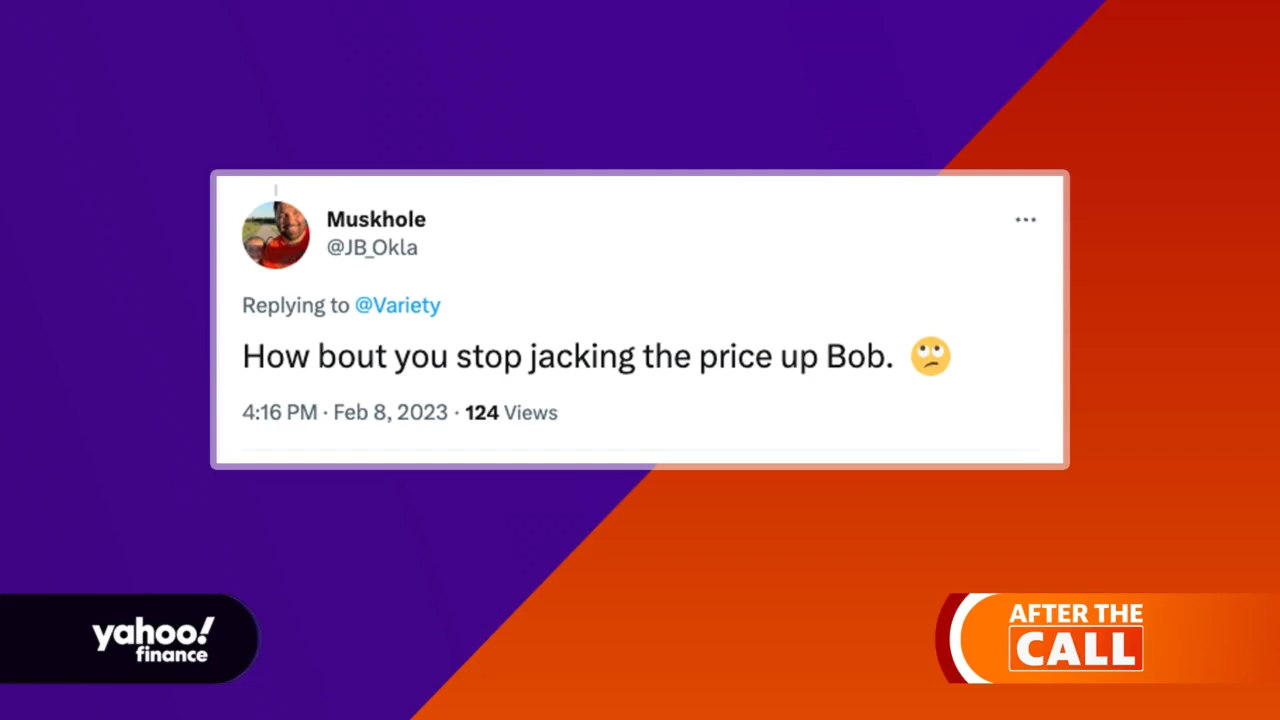 Muskhole
@JB_Okla
Replying to @Variety
How bout you stop jacking the price up Bob. 🙄
4:16 PM · Feb 8, 2023 · 124 Views
yahoo!
finance
AFTER THE
CALL